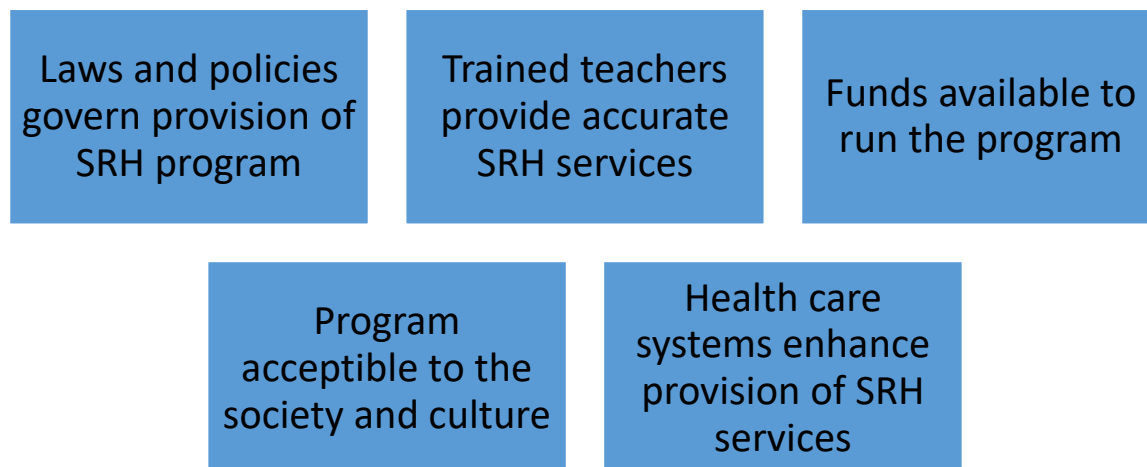 Laws and policies
govern provision of
SRH program
Trained teachers
provide accurate
SRH services
Funds available to
run the program
Program
acceptible to the
society and culture
Health care
systems enhance
provision of SRH
services